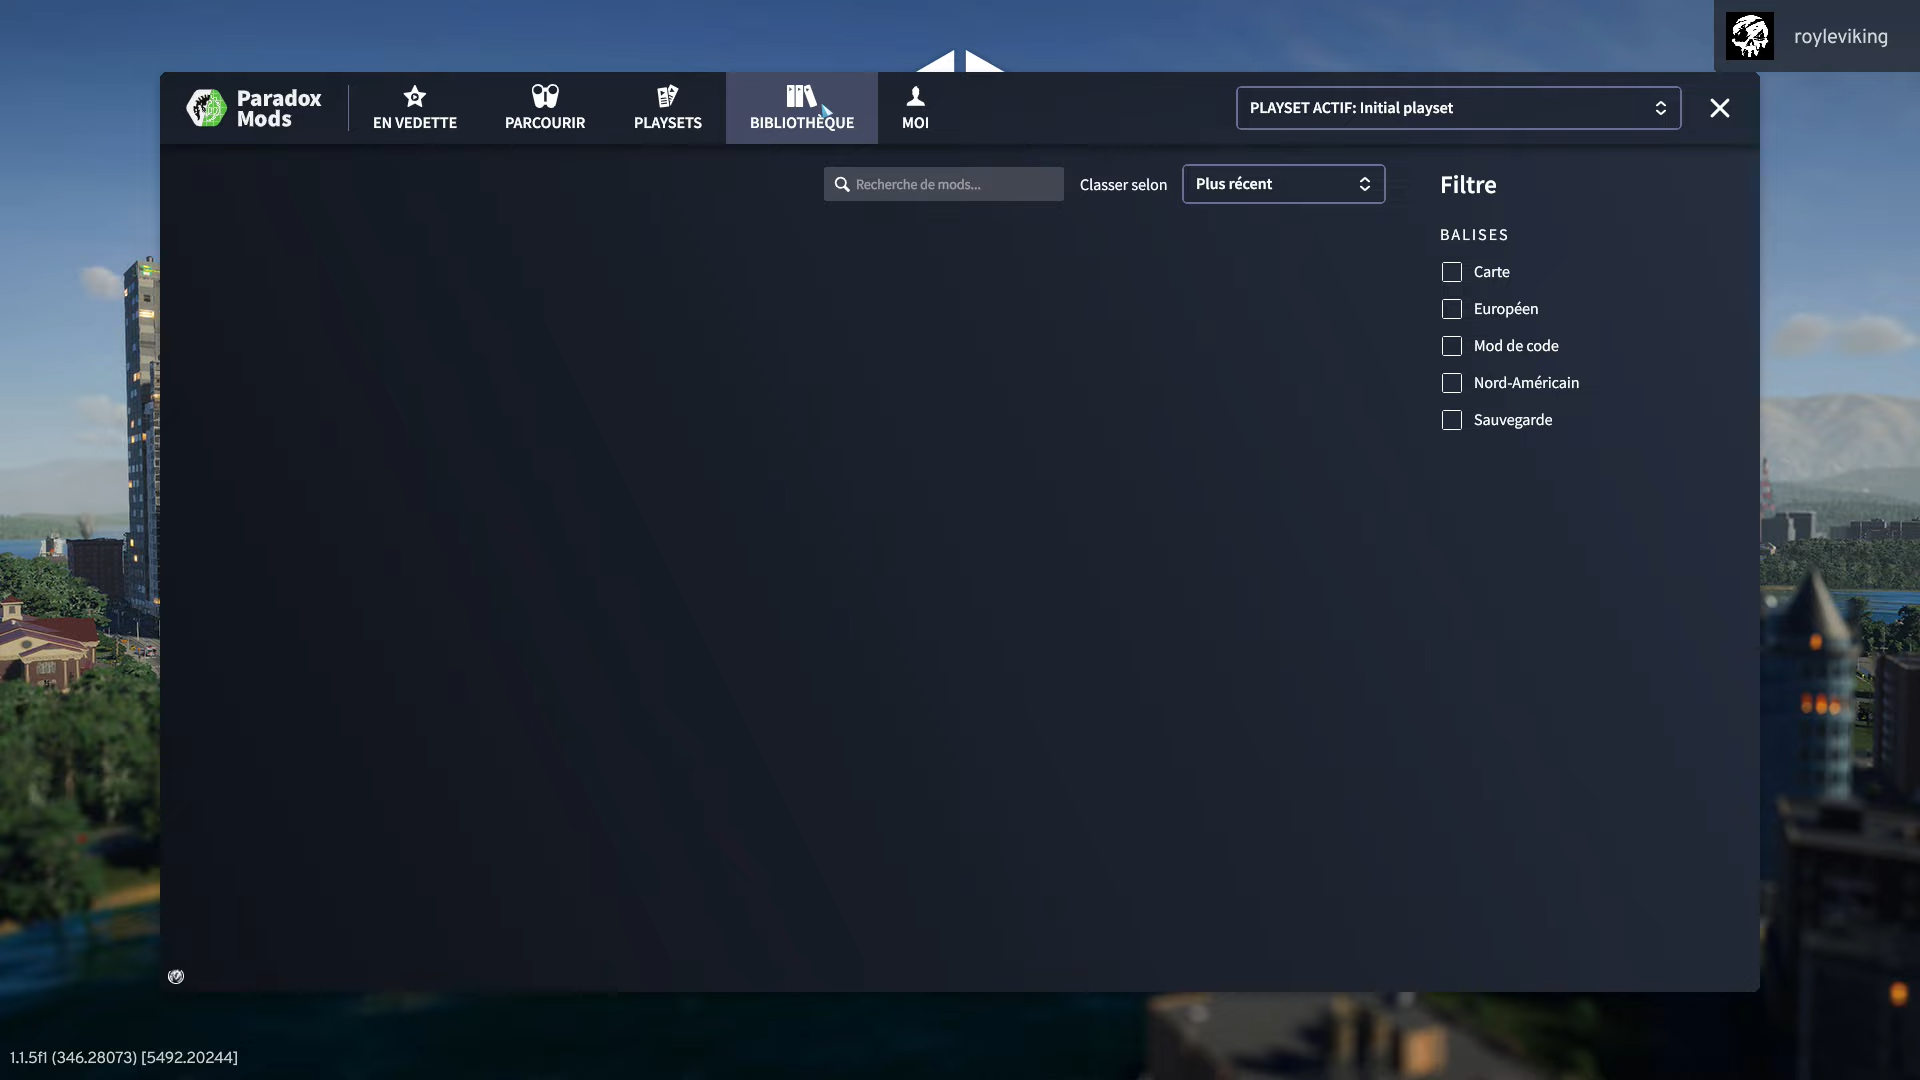 royleviking
Paradox
Mods
EN VEDETTE
PARCOURIR
PLAYSETS
BIBLIOTHÈQUE
MOI
PLAYSET ACTIF: Initial playset
Recherche de mods...
Classer selon
Plus récent
Filtre
BALISES
Carte
Européen
Mod de code
Nord-Américain
Sauvegarde
1.1.5f1 (346.28073) [5492.20244]